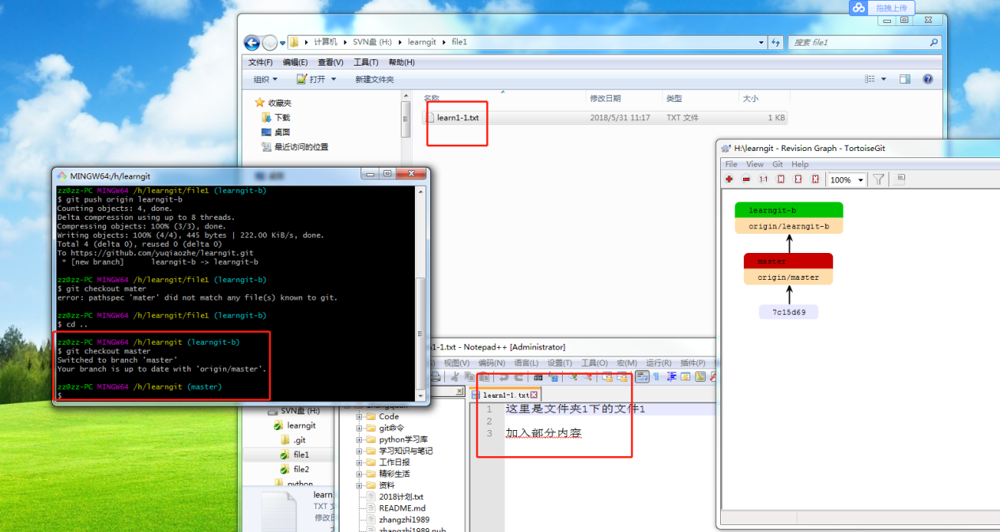 拖拽上传
计算机 ▸ SVN盘 (H:) ▸ learngit ▸ file1
搜索 file1
文件(F) 编辑(E) 查看(V) 工具(T) 帮助(H)
组织 打开 新建文件夹
名称 修改日期 类型 大小
learn1-1.txt 2018/5/31 11:17 TXT 文件 1 KB
收藏夹
下载
桌面
最近访问的位置
MINGW64:/h/learngit
zz@zz-PC MINGW64 /h/learngit/file1 (learngit-b)
$ git push origin learngit-b
Counting objects: 4, done.
Delta compression using up to 8 threads.
Compressing objects: 100% (3/3), done.
Writing objects: 100% (4/4), 445 bytes | 222.00 KiB/s, done.
Total 4 (delta 0), reused 0 (delta 0)
To https://github.com/yuqiaozhe/learngit.git
* [new branch] learngit-b -> learngit-b
zz@zz-PC MINGW64 /h/learngit/file1 (learngit-b)
$ git checkout mater
error: pathspec 'mater' did not match any file(s) known to git.
zz@zz-PC MINGW64 /h/learngit/file1 (learngit-b)
$ cd ..
zz@zz-PC MINGW64 /h/learngit (learngit-b)
$ git checkout master
Switched to branch 'master'
Your branch is up to date with 'origin/master'.
zz@zz-PC MINGW64 /h/learngit (master)
$
H:\learngit - Revision Graph - TortoiseGit
File View Git Help
1:1 100%
learngit-b
origin/learngit-b
master
origin/master
7c15d69
1-1.txt - Notepad++ [Administrator]
视图(V) 编码(N) 语言(L) 设置(T) 工具(O) 宏(M) 运行(R) 插件(P)
learn1-1.txt
1 这里是文件夹1下的文件1
2
3 加入部分内容
SVN盘 (H:)
learngit
.git
file1
file2
python
learn
TXT
修改
Code
git命令
python学习库
学习知识与笔记
工作日报
精彩生活
资料
2018计划.txt
README.md
zhangzhi1989
zhangzhi1989.pub